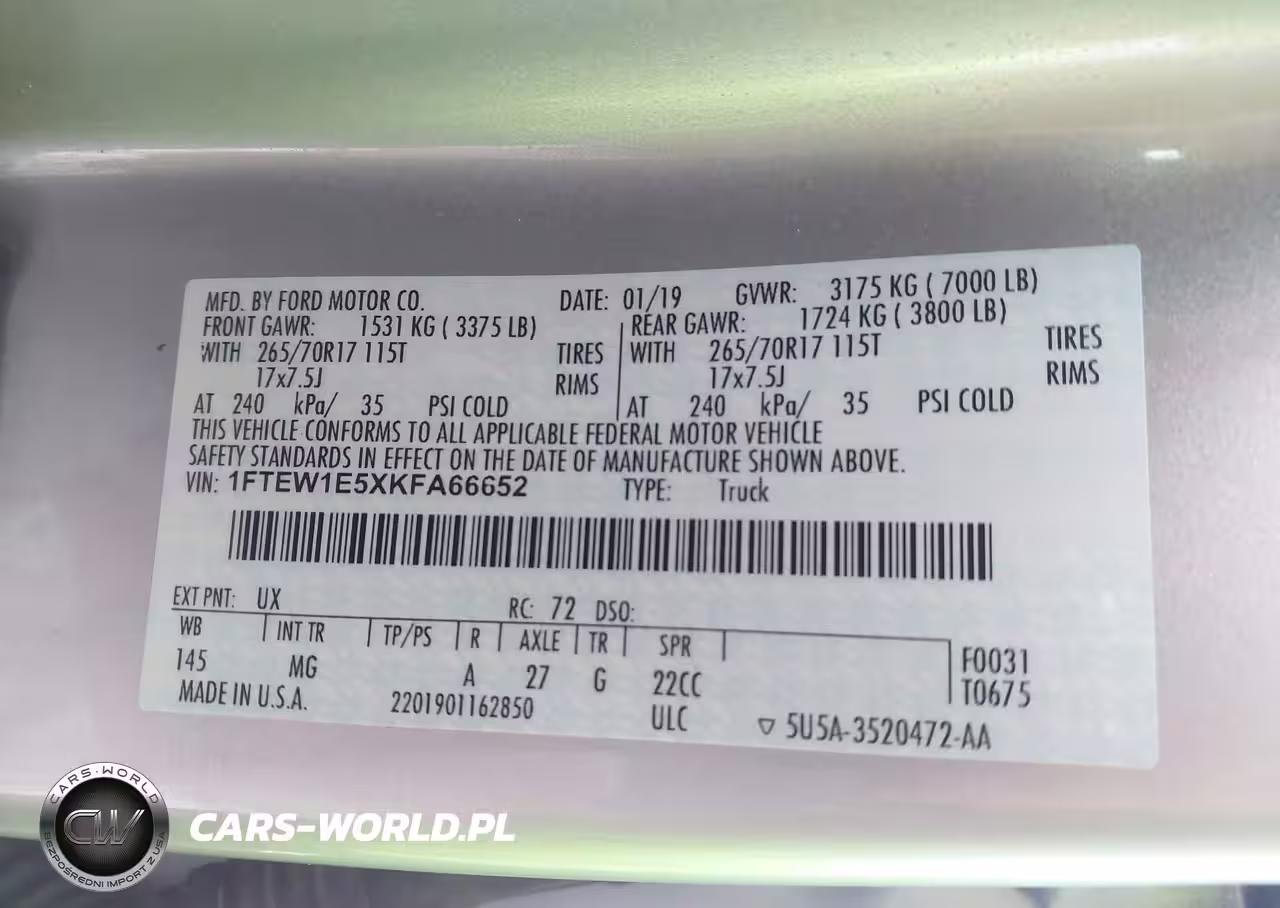 MFD. BY FORD MOTOR CO. DATE: 01/19 GVWR: 3175 KG ( 7000 LB)
FRONT GAWR: 1531 KG ( 3375 LB) REAR GAWR: 1724 KG ( 3800 LB)
WITH 265/70R17 115T TIRES WITH 265/70R17 115T TIRES
17x7.5J RIMS 17x7.5J RIMS
AT 240 kPa/ 35 PSI COLD AT 240 kPa/ 35 PSI COLD
THIS VEHICLE CONFORMS TO ALL APPLICABLE FEDERAL MOTOR VEHICLE
SAFETY STANDARDS IN EFFECT ON THE DATE OF MANUFACTURE SHOWN ABOVE.
VIN: 1FTEW1E5XKFA66652 TYPE: Truck
EXT PNT: UX RC: 72 DSO:
WB INT TR TP/PS R AXLE TR SPR F0031
145 MG A 27 G 22CC T0675
MADE IN U.S.A. 2201901162850 ULC ▽ 5U5A-3520472-AA
CARS-WORLD
CW
BEZPOŚREDNI IMPORT Z USA
CARS-WORLD.PL